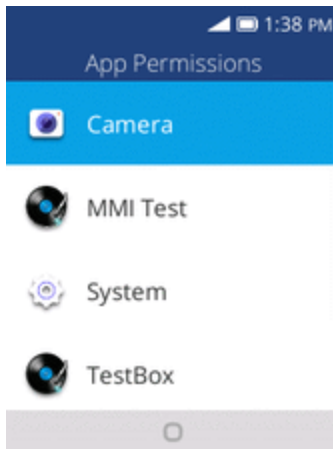 1:38 PM
App Permissions
Camera
MMI Test
System
TestBox